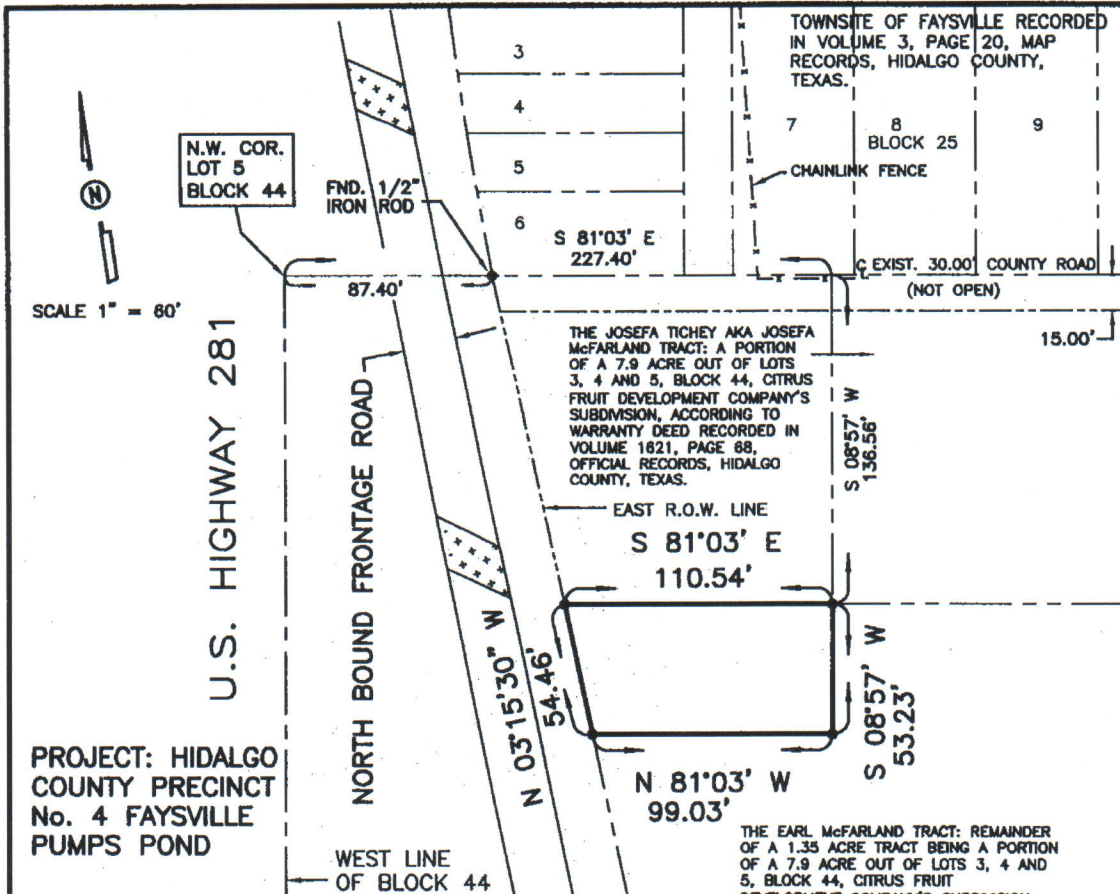 TOWNSITE OF FAYSVILLE RECORDED
IN VOLUME 3, PAGE 20, MAP
RECORDS, HIDALGO COUNTY,
TEXAS.
3
4
5
6
7
8
9
BLOCK 25
CHAINLINK FENCE
N.W. COR.
LOT 5
BLOCK 44
FND. 1/2"
IRON ROD
N
SCALE 1" = 60'
S 81°03' E
227.40'
87.40'
℄ EXIST. 30.00' COUNTY ROAD
(NOT OPEN)
15.00'
U.S. HIGHWAY 281
NORTH BOUND FRONTAGE ROAD
THE JOSEFA TICHEY AKA JOSEFA
McFARLAND TRACT: A PORTION
OF A 7.9 ACRE OUT OF LOTS
3, 4 AND 5, BLOCK 44, CITRUS
FRUIT DEVELOPMENT COMPANY'S
SUBDIVISION, ACCORDING TO
WARRANTY DEED RECORDED IN
VOLUME 1621, PAGE 68,
OFFICIAL RECORDS, HIDALGO
COUNTY, TEXAS.
S 08°57' W
136.56'
EAST R.O.W. LINE
S 81°03' E
110.54'
N 03°15'30" W
54.46'
S 08°57' W
53.23'
N 81°03' W
99.03'
PROJECT: HIDALGO
COUNTY PRECINCT
No. 4 FAYSVILLE
PUMPS POND
WEST LINE
OF BLOCK 44
THE EARL McFARLAND TRACT: REMAINDER
OF A 1.35 ACRE TRACT BEING A PORTION
OF A 7.9 ACRE OUT OF LOTS 3, 4 AND
5, BLOCK 44, CITRUS FRUIT